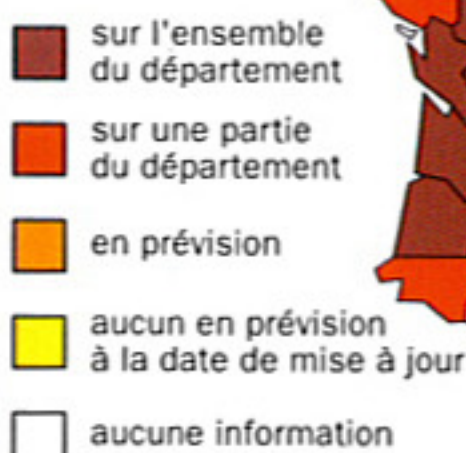 sur l'ensemble
du département
sur une partie
du département
en prévision
aucun en prévision
à la date de mise à jour
aucune information